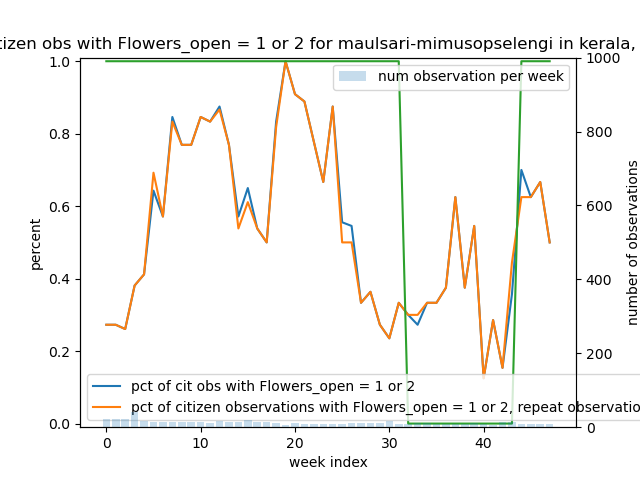 tizen obs with Flowers_open = 1 or 2 for maulsari-mimusopselengi in kerala,
num observation per week
1.0
0.8
0.6
0.4
0.2
0.0
percent
1000
800
600
400
200
0
number of observations
pct of cit obs with Flowers_open = 1 or 2
pct of citizen observations with Flowers_open = 1 or 2, repeat observatio
0 10 20 30 40
week index